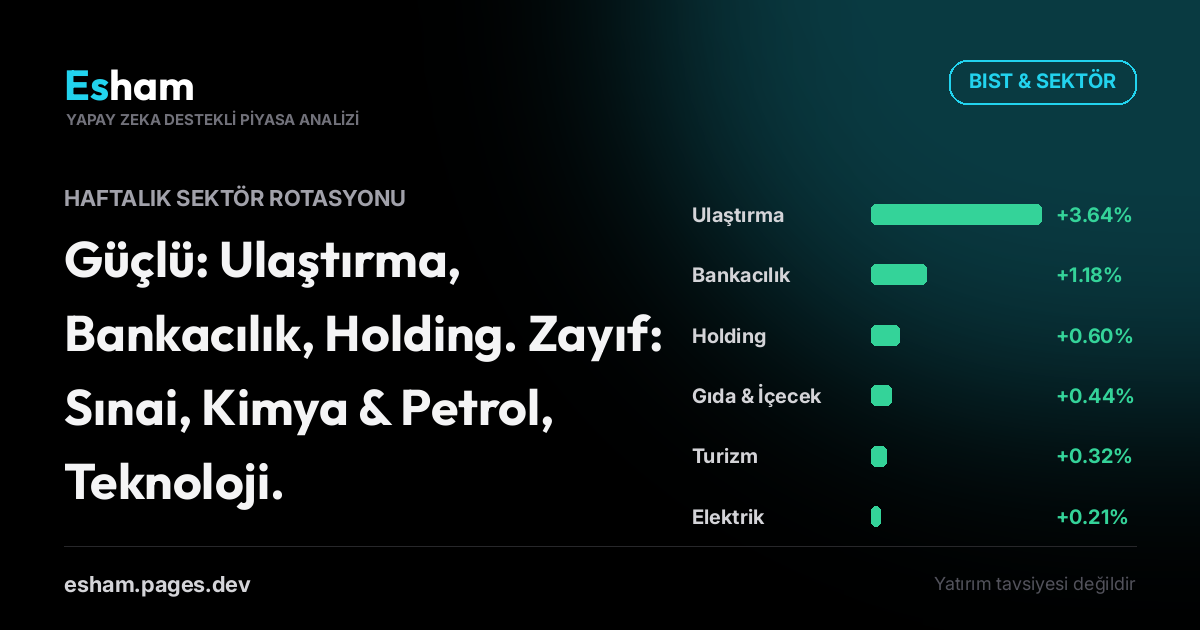 Esham
YAPAY ZEKA DESTEKLİ PİYASA ANALİZİ
BIST & SEKTÖR
HAFTALIK SEKTÖR ROTASYONU
Güçlü: Ulaştırma,
Bankacılık, Holding. Zayıf:
Sınai, Kimya & Petrol,
Teknoloji.
Ulaştırma +3.64%
Bankacılık +1.18%
Holding +0.60%
Gıda & İçecek +0.44%
Turizm +0.32%
Elektrik +0.21%
esham.pages.dev
Yatırım tavsiyesi değildir